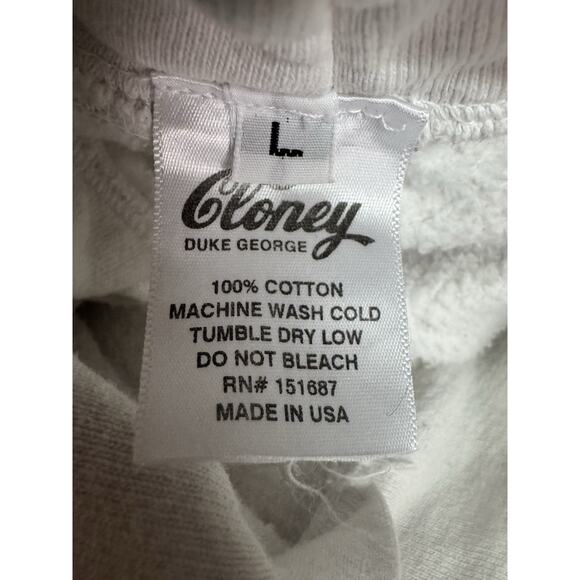 L
Cloney
DUKE GEORGE
100% COTTON
MACHINE WASH COLD
TUMBLE DRY LOW
DO NOT BLEACH
RN# 151687
MADE IN USA